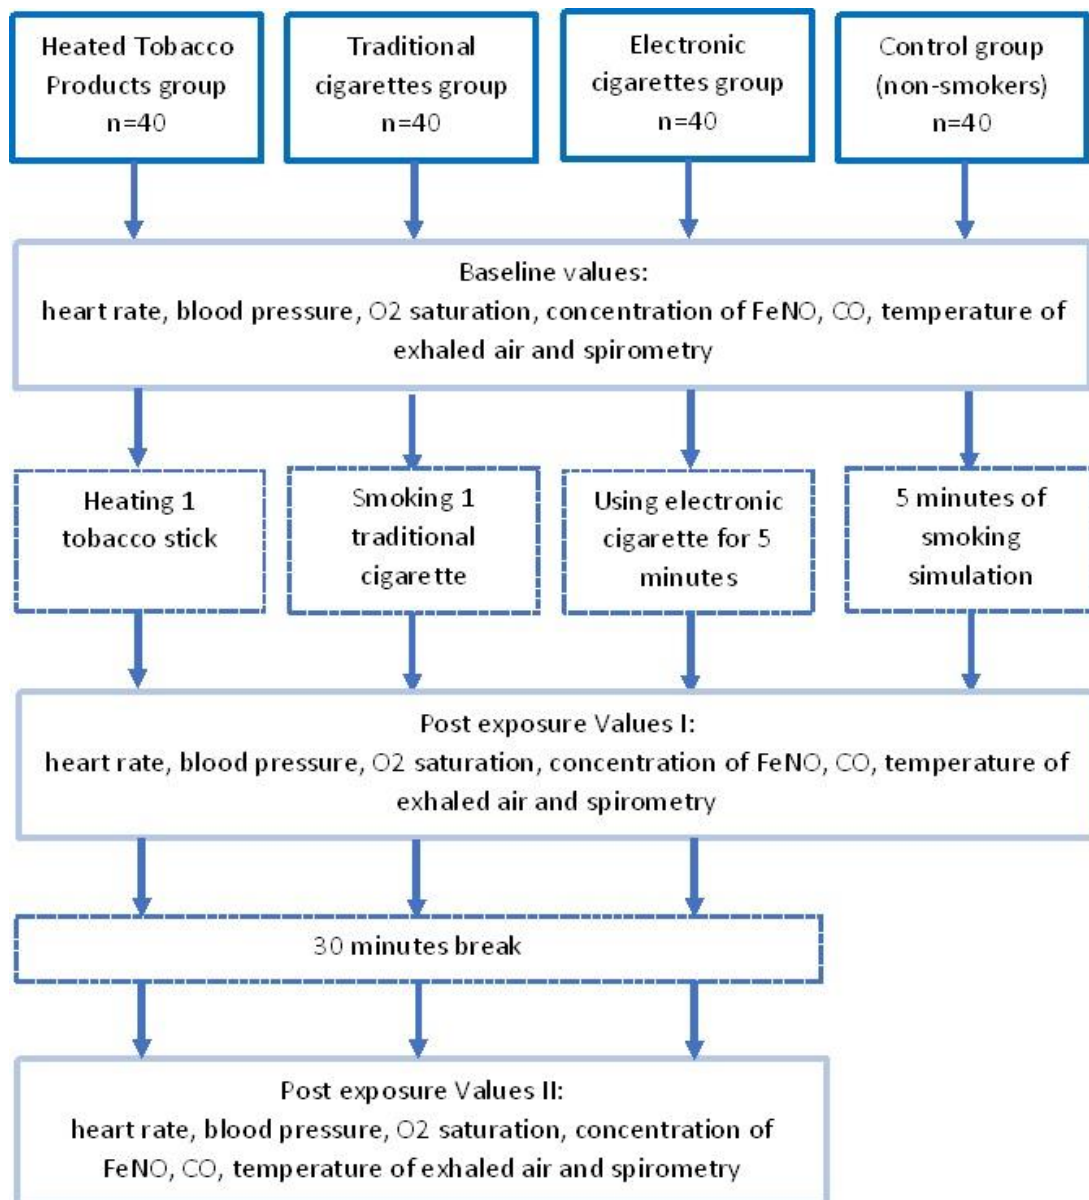 Heated Tobacco
Products group
n=40
Traditional
cigarettes group
n=40
Electronic
cigarettes group
n=40
Control group
(non-smokers)
n=40
Baseline values:
heart rate, blood pressure, O2 saturation, concentration of FeNO, CO, temperature of
exhaled air and spirometry
Heating 1
tobacco stick
Smoking 1
traditional
cigarette
Using electronic
cigarette for 5
minutes
5 minutes of
smoking
simulation
Post exposure Values I:
heart rate, blood pressure, O2 saturation, concentration of FeNO, CO, temperature of
exhaled air and spirometry
30 minutes break
Post exposure Values II:
heart rate, blood pressure, O2 saturation, concentration of
FeNO, CO, temperature of exhaled air and spirometry